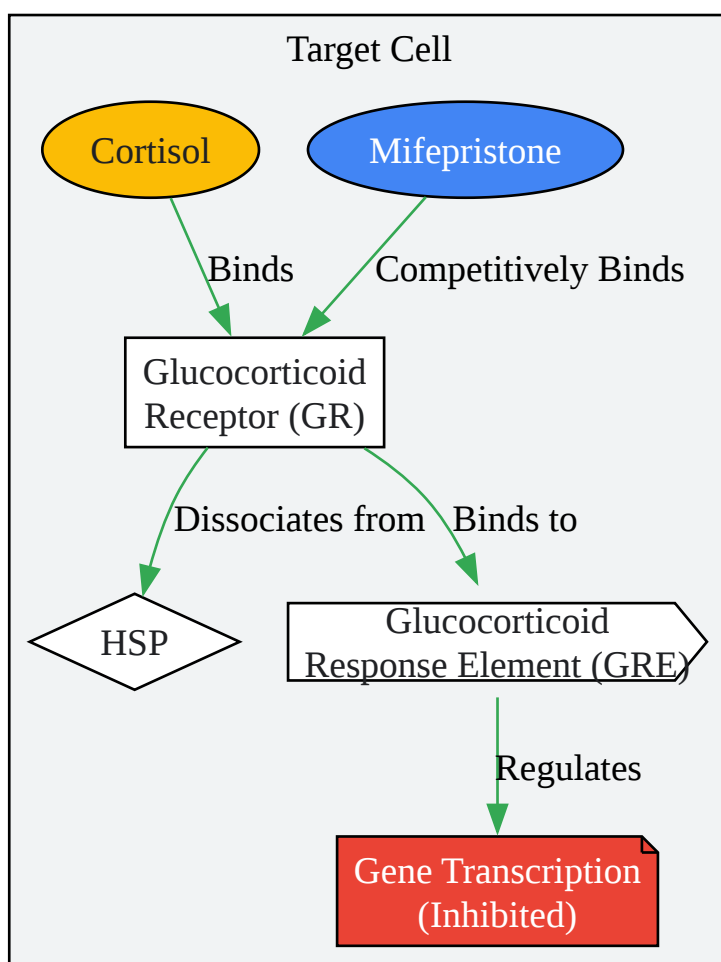 Target Cell
Cortisol
Mifepristone
Binds
Competitively Binds
Glucocorticoid
Receptor (GR)
Dissociates from
Binds to
HSP
Glucocorticoid
Response Element (GRE)
Regulates
Gene Transcription
(Inhibited)